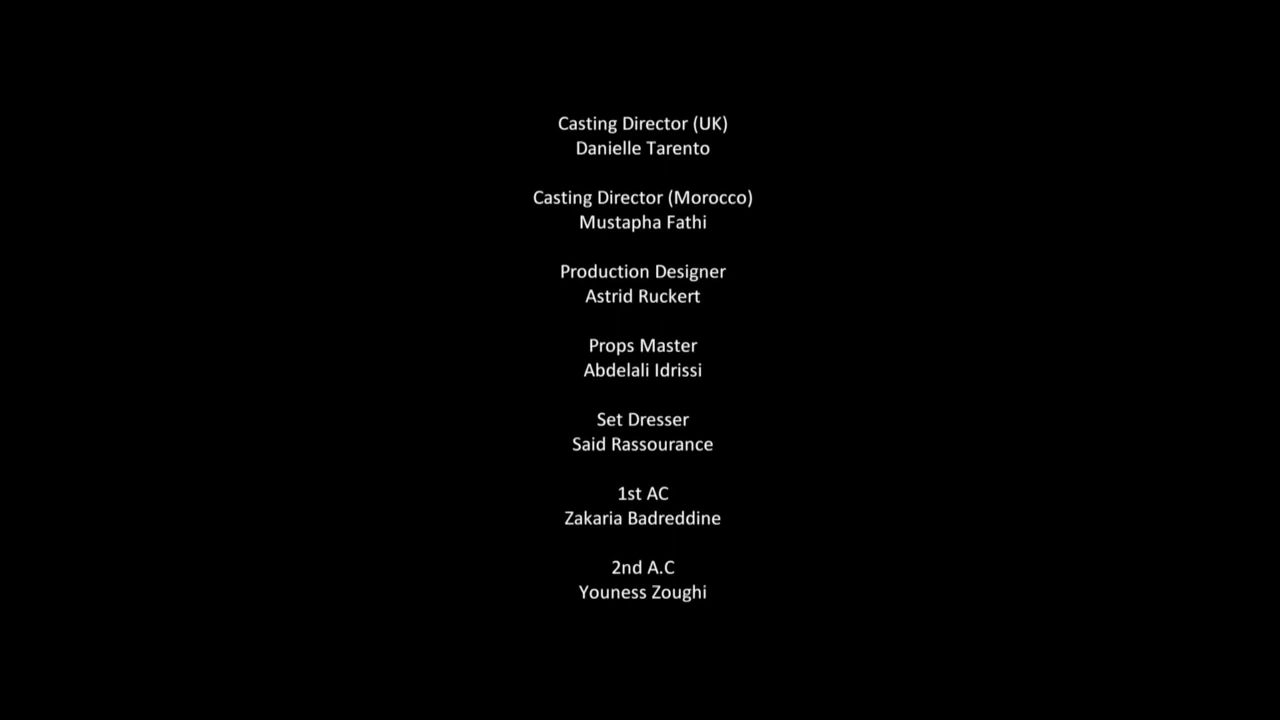 Casting Director (UK)
Danielle Tarento
Casting Director (Morocco)
Mustapha Fathi
Production Designer
Astrid Ruckert
Props Master
Abdelali Idrissi
Set Dresser
Said Rassourance
1st AC
Zakaria Badreddine
2nd A.C
Youness Zoughi